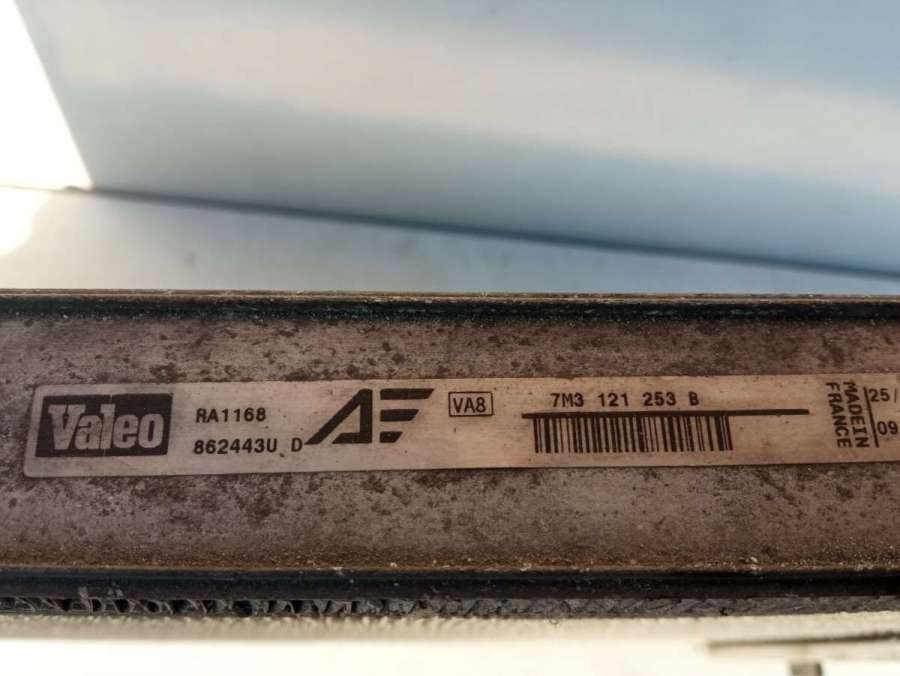 Valeo
RA1168
862443U D
VA8
7M3 121 253 B
MADE IN
FRANCE
25/
09